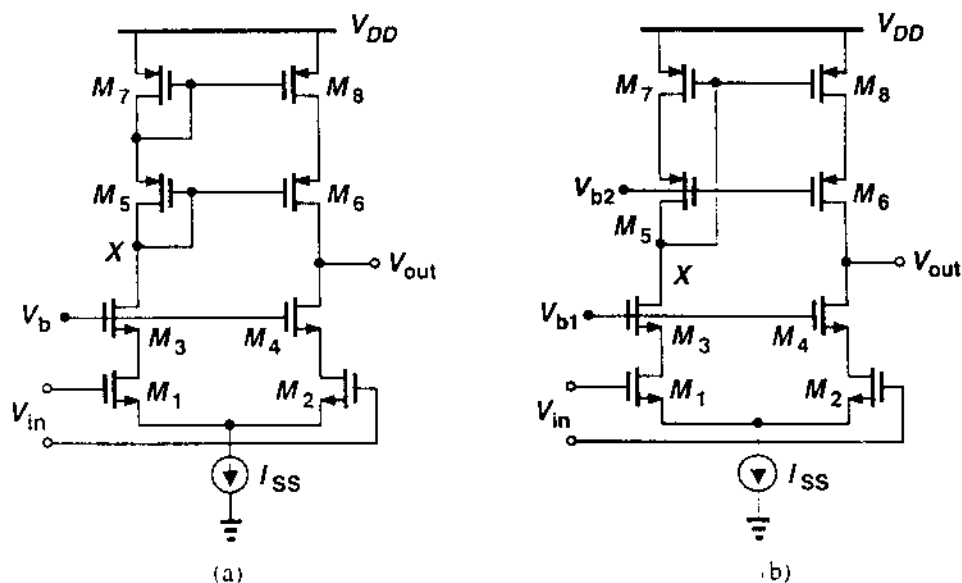 V_DD
M_7
M_8
M_5
M_6
X
V_out
V_b
M_3
M_4
M_1
M_2
V_in
I_SS
(a)
V_DD
M_7
M_8
V_b2
M_5
M_6
X
V_out
V_b1
M_3
M_4
M_1
M_2
V_in
I_SS
(b)